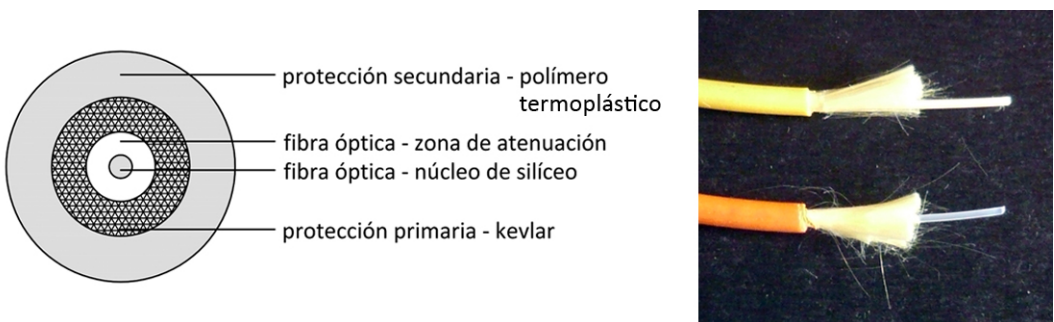 protección secundaria - polímero
termoplástico
fibra óptica - zona de atenuación
fibra óptica - núcleo de silíceo
protección primaria - kevlar